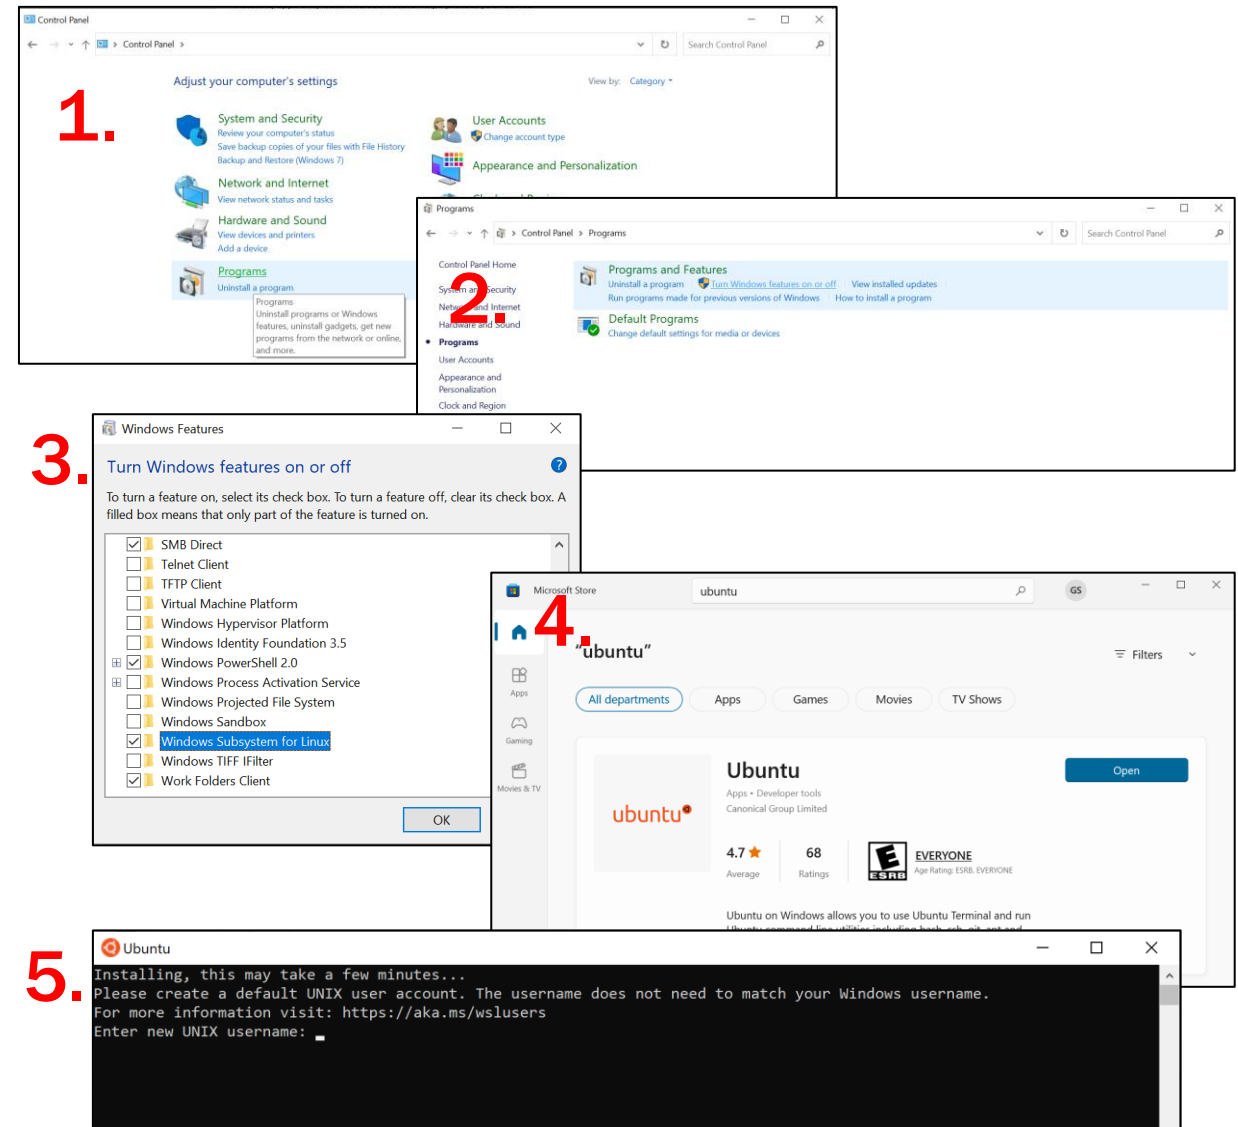 Control Panel
Control Panel
Search Control Panel
1.
Adjust your computer's settings
View by: Category
System and Security
Review your computer's status
Save backup copies of your files with File History
Backup and Restore (Windows 7)
Network and Internet
View network status and tasks
Hardware and Sound
View devices and printers
Add a device
Programs
Uninstall a program
Programs
Uninstall programs or Windows
features, uninstall gadgets, get new
programs from the network or online,
and more.
User Accounts
Change account type
Appearance and Personalization
2.
Programs
Control Panel > Programs
Search Control Panel
Control Panel Home
System and Security
Network and Internet
Hardware and Sound
Programs
User Accounts
Appearance and
Personalization
Clock and Region
Programs and Features
Uninstall a program Turn Windows features on or off View installed updates
Run programs made for previous versions of Windows How to install a program
Default Programs
Change default settings for media or devices
3.
Windows Features
Turn Windows features on or off
To turn a feature on, select its check box. To turn a feature off, clear its check box. A
filled box means that only part of the feature is turned on.
SMB Direct
Telnet Client
TFTP Client
Virtual Machine Platform
Windows Hypervisor Platform
Windows Identity Foundation 3.5
Windows PowerShell 2.0
Windows Process Activation Service
Windows Projected File System
Windows Sandbox
Windows Subsystem for Linux
Windows TIFF IFilter
Work Folders Client
OK
4.
Microsoft Store
ubuntu
GS
"ubuntu"
Filters
All departments Apps Games Movies TV Shows
Apps
Gaming
Movies & TV
ubuntu
Ubuntu
Open
Apps • Developer tools
Canonical Group Limited
4.7 ★ 68
Average Ratings
E
ESRB
EVERYONE
Age Rating: ESRB. EVERYONE
Ubuntu on Windows allows you to use Ubuntu Terminal and run
5.
Ubuntu
Installing, this may take a few minutes...
Please create a default UNIX user account. The username does not need to match your Windows username.
For more information visit: https://aka.ms/wslusers
Enter new UNIX username: